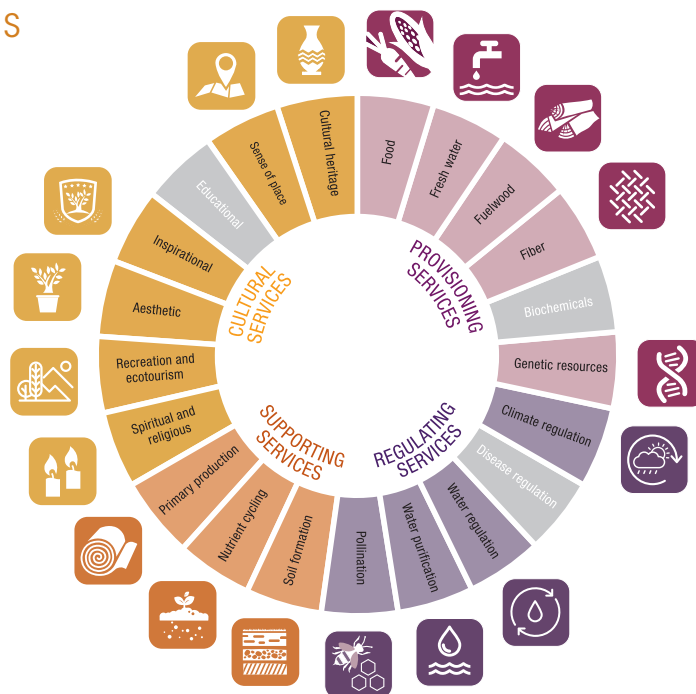 S
Food
Fresh water
Fuelwood
Fiber
Biochemicals
Genetic resources
Climate regulation
Disease regulation
Water regulation
Water purification
Pollination
Soil formation
Nutrient cycling
Primary production
Spiritual and
religious
Recreation and
ecotourism
Aesthetic
Inspirational
Educational
Sense of place
Cultural heritage
PROVISIONING
SERVICES
REGULATING
SERVICES
SUPPORTING
SERVICES
CULTURAL
SERVICES